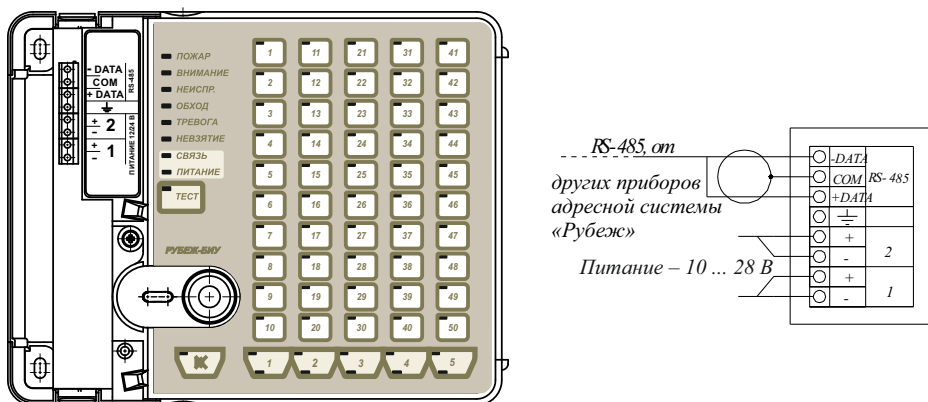 - DATA
COM
+ DATA
RS-485
+
- 2
+
- 1
ПИТАНИЕ 12/24 В
ПОЖАР
ВНИМАНИЕ
НЕИСПР.
ОБХОД
ТРЕВОГА
НЕВЗЯТИЕ
СВЯЗЬ
ПИТАНИЕ
ТЕСТ
РУБЕЖ-БИУ
1 11 21 31 41
2 12 22 32 42
3 13 23 33 43
4 14 24 34 44
5 15 25 35 45
6 16 26 36 46
7 17 27 37 47
8 18 28 38 48
9 19 29 39 49
10 20 30 40 50
1 2 3 4 5
RS-485, от
других приборов
адресной системы
«Рубеж»
Питание – 10 ... 28 В
-DATA
COM RS-485
+DATA
+
- 2
+
- 1